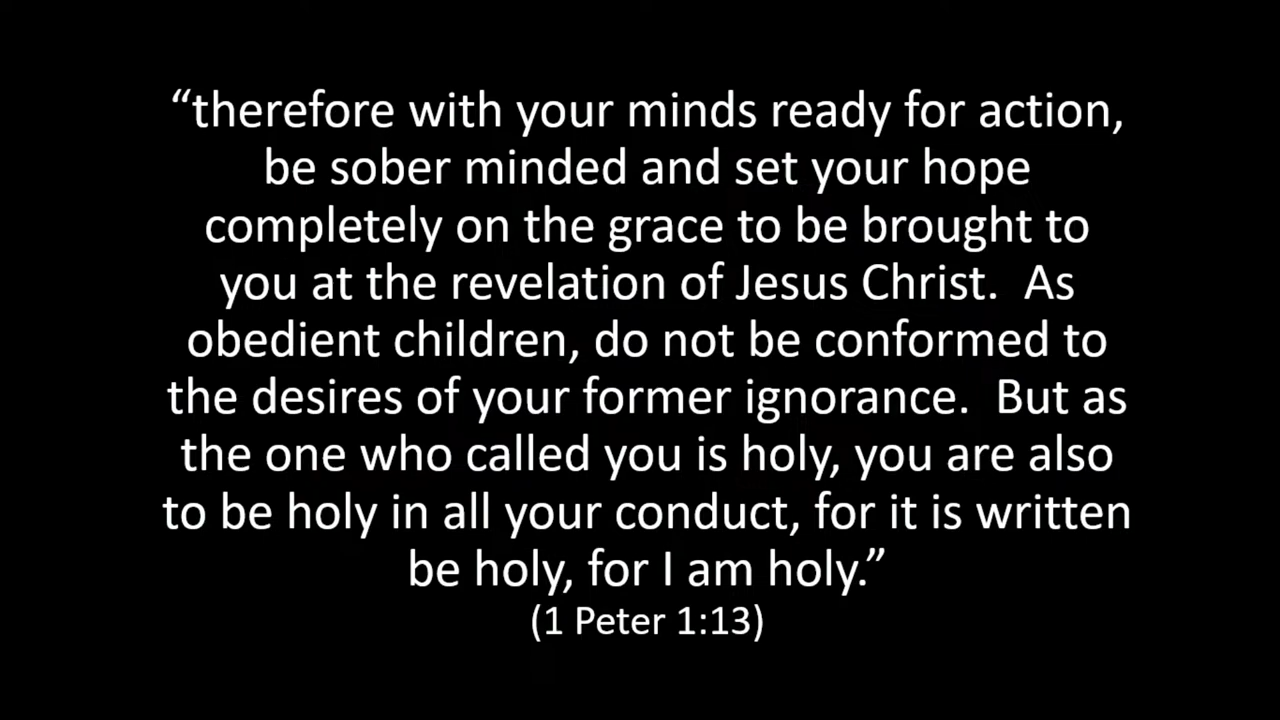 “therefore with your minds ready for action,
be sober minded and set your hope
completely on the grace to be brought to
you at the revelation of Jesus Christ.  As
obedient children, do not be conformed to
the desires of your former ignorance.  But as
the one who called you is holy, you are also
to be holy in all your conduct, for it is written
be holy, for I am holy.”
(1 Peter 1:13)